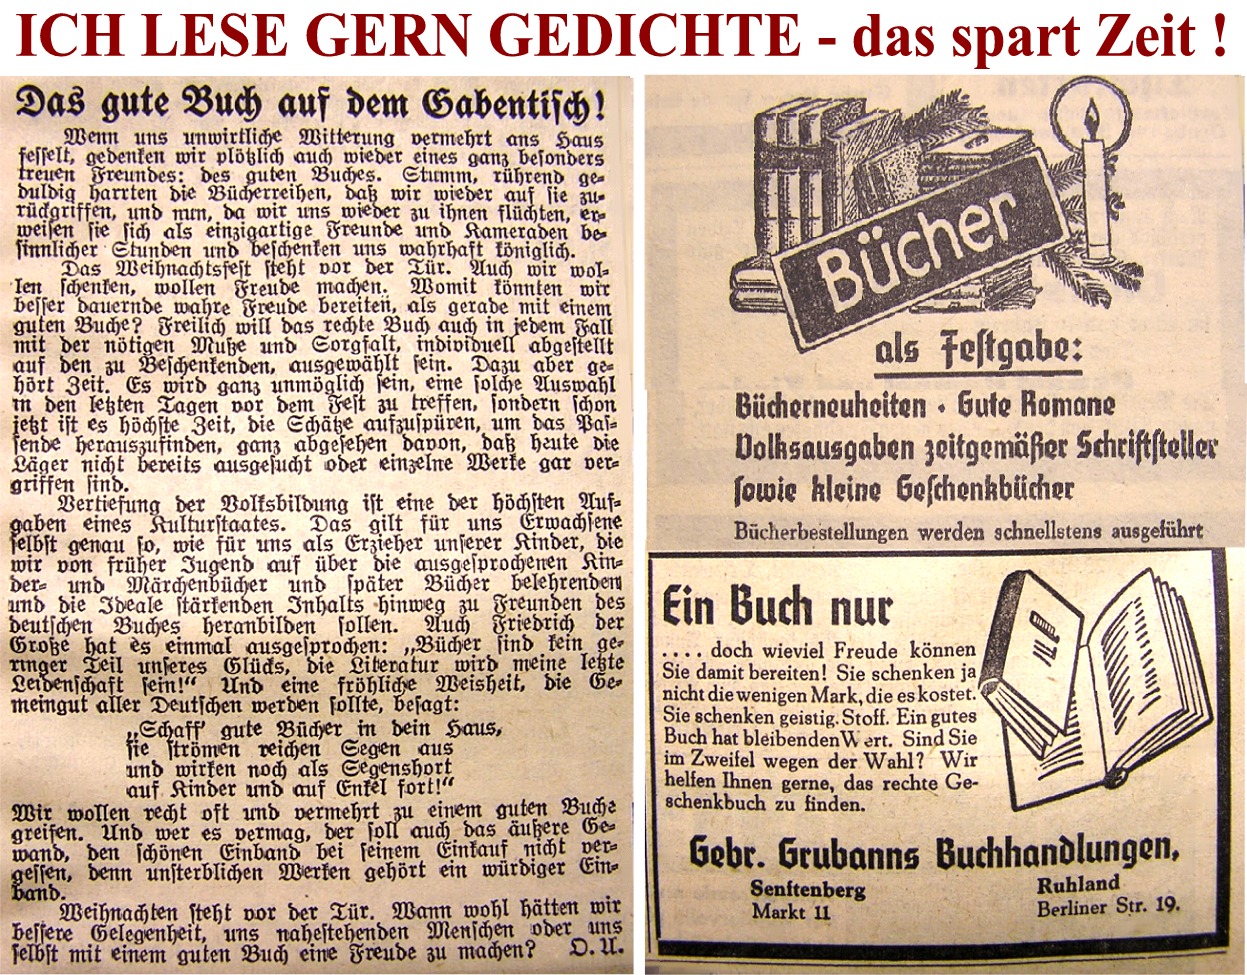 ICH LESE GERN GEDICHTE - das spart Zeit !
Das gute Buch auf dem Gabentisch!
Wenn uns unwirtliche Witterung vermehrt ans Haus
fesselt, gedenken wir plötzlich auch wieder eines ganz besonders
treuen Freundes: des guten Buches. Stumm, rührend ge-
duldig harrten die Bücherreihen, daß wir wieder auf sie zu-
rückgriffen, und nun, da wir uns wieder zu ihnen flüchten, er-
weisen sie sich als einzigartige Freunde und Kameraden be-
sinnlicher Stunden und beschenken uns wahrhaft königlich.
Das Weihnachtsfest steht vor der Tür. Auch wir wol-
len schenken, wollen Freude machen. Womit könnten wir
besser dauernde wahre Freude bereiten, als gerade mit einem
guten Buche? Freilich will das rechte Buch auch in jedem Fall
mit der nötigen Muße und Sorgfalt, individuell abgestellt
auf den zu Beschenkenden, ausgewählt sein. Dazu aber ge-
hört Zeit. Es wird ganz unmöglich sein, eine solche Auswahl
in den letzten Tagen vor dem Fest zu treffen, sondern schon
jetzt ist es höchste Zeit, die Schätze aufzuspüren, um das Pas-
sende herauszufinden, ganz abgesehen davon, daß heute die
Läger nicht bereits ausgesucht oder einzelne Werke gar ver-
griffen sind.
Vertiefung der Volksbildung ist eine der höchsten Auf-
gaben eines Kulturstaates. Das gilt für uns Erwachsene
selbst genau so, wie für uns als Erzieher unserer Kinder, die
wir von früher Jugend auf über die ausgesprochenen Kin-
der- und Märchenbücher und später Bücher belehrenden
und die Ideale stärkenden Inhalts hinweg zu Freunden des
deutschen Buches heranbilden sollen. Auch Friedrich der
Große hat es einmal ausgesprochen: „Bücher sind kein ge-
ringer Teil unseres Glücks, die Literatur wird meine letzte
Leidenschaft sein!“ Und eine fröhliche Weisheit, die Ge-
meingut aller Deutschen werden sollte, besagt:
„Schaff' gute Bücher in dein Haus,
sie strömen reichen Segen aus
und wirken noch als Segenshort
auf Kinder und auf Enkel fort!“
Wir wollen recht oft und vermehrt zu einem guten Buche
greifen. Und wer es vermag, der soll auch das äußere Ge-
wand, den schönen Einband bei seinem Einkauf nicht ver-
gessen, denn unsterblichen Werken gehört ein würdiger Ein-
band.
Weihnachten steht vor der Tür. Wann wohl hätten wir
bessere Gelegenheit, uns nahestehenden Menschen oder uns
selbst mit einem guten Buch eine Freude zu machen? O. U.
Bücher
als Festgabe:
Bücherneuheiten · Gute Romane
Volksausgaben zeitgemäßer Schriftsteller
sowie kleine Geschenkbücher
Bücherbestellungen werden schnellstens ausgeführt
Ein Buch nur
.... doch wieviel Freude können
Sie damit bereiten! Sie schenken ja
nicht die wenigen Mark, die es kostet.
Sie schenken geistig. Stoff. Ein gutes
Buch hat bleibenden Wert. Sind Sie
im Zweifel wegen der Wahl? Wir
helfen Ihnen gerne, das rechte Ge-
schenkbuch zu finden.
Gebr. Grubanns Buchhandlungen,
Senftenberg
Markt 11
Ruhland
Berliner Str. 19.